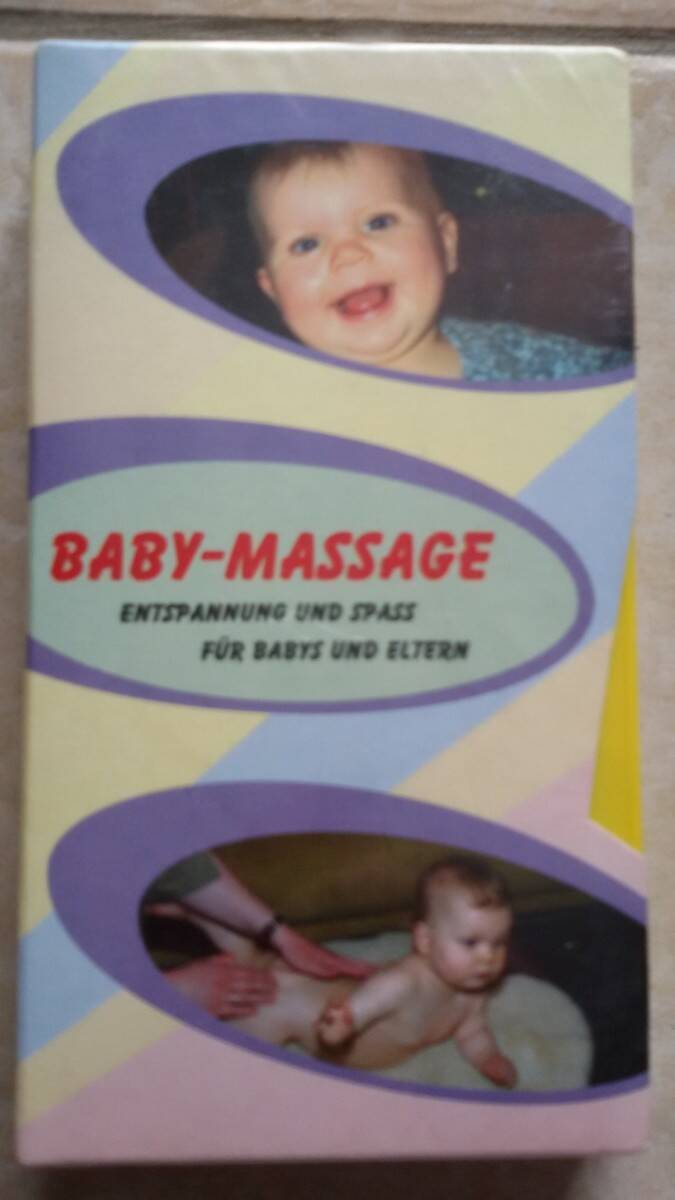 BABY-MASSAGE
ENTSPANNUNG UND SPASS
FÜR BABYS UND ELTERN